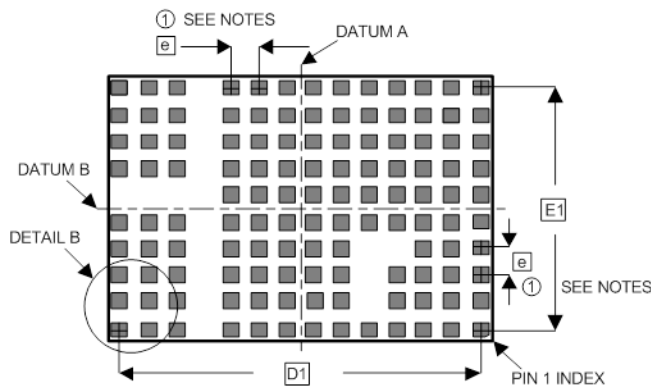 ① SEE NOTES
e
DATUM A
DATUM B
E1
DETAIL B
e
① SEE NOTES
D1
PIN 1 INDEX